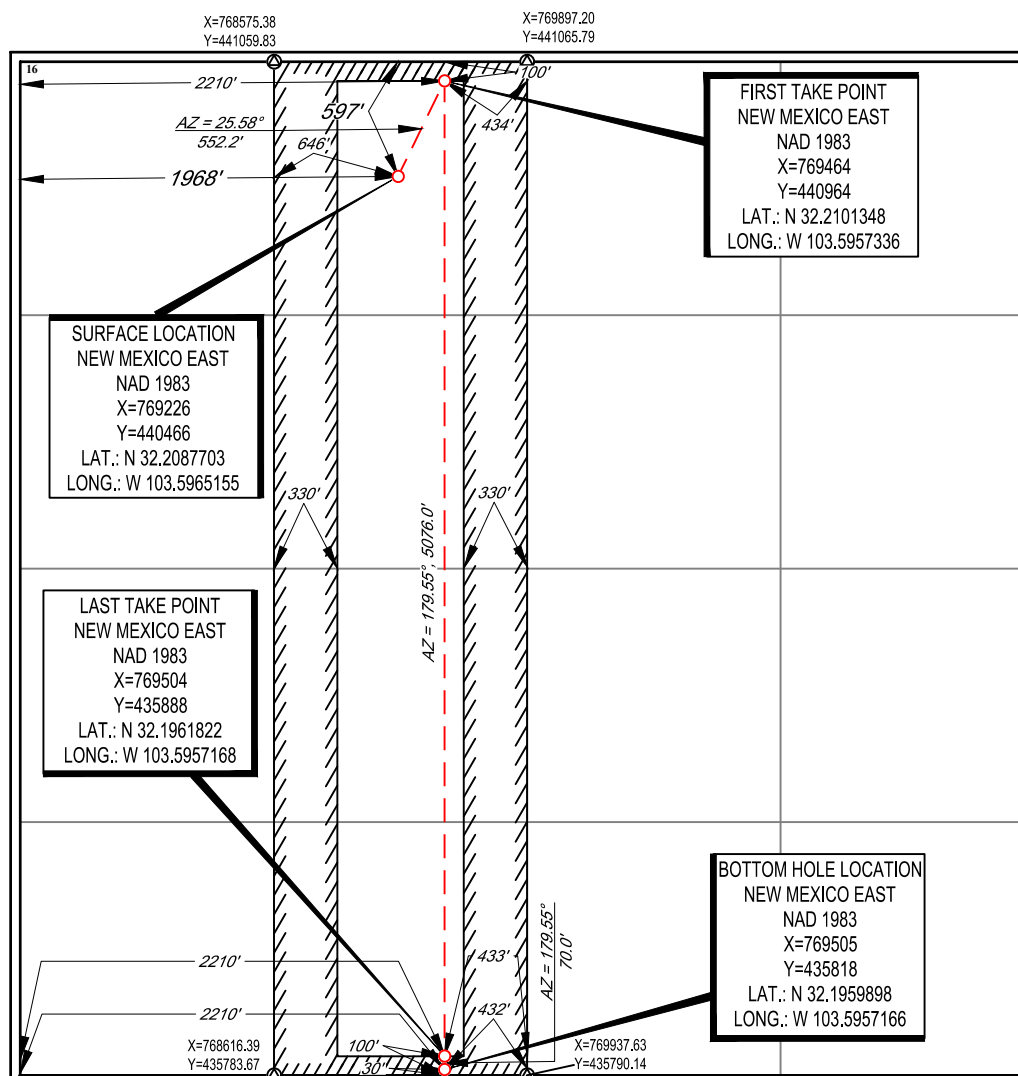 X=768575.38
Y=441059.83
X=769897.20
Y=441065.79
16
2210'
100'
597'
434'
AZ = 25.58°
552.2'
646'
1968'
FIRST TAKE POINT
NEW MEXICO EAST
NAD 1983
X=769464
Y=440964
LAT.: N 32.2101348
LONG.: W 103.5957336
SURFACE LOCATION
NEW MEXICO EAST
NAD 1983
X=769226
Y=440466
LAT.: N 32.2087703
LONG.: W 103.5965155
330'
330'
AZ = 179.55°, 5076.0'
LAST TAKE POINT
NEW MEXICO EAST
NAD 1983
X=769504
Y=435888
LAT.: N 32.1961822
LONG.: W 103.5957168
BOTTOM HOLE LOCATION
NEW MEXICO EAST
NAD 1983
X=769505
Y=435818
LAT.: N 32.1959898
LONG.: W 103.5957166
AZ = 179.55°
70.0'
2210'
433'
2210'
432'
X=768616.39
Y=435783.67
100'
30'
X=769937.63
Y=435790.14